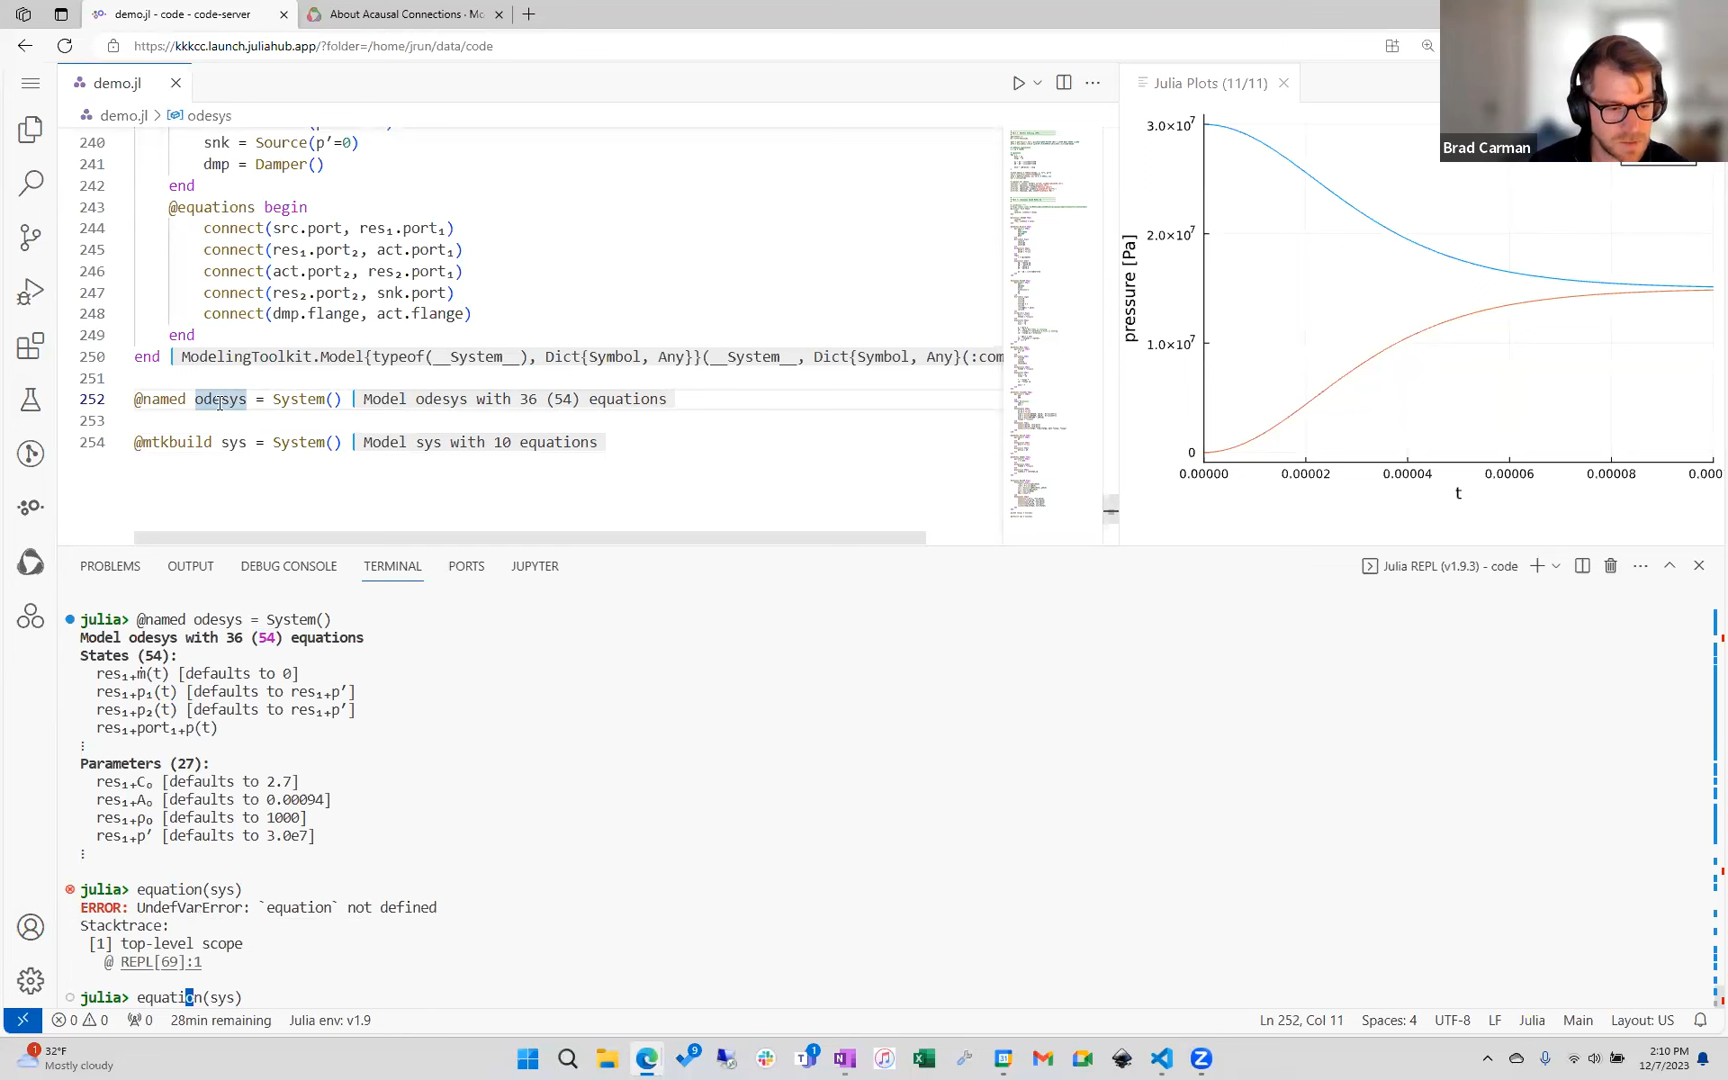 demo.jl - code - code-server
About Acausal Connections · Mo
https://kkkcc.launch.juliahub.app/?folder=/home/jrun/data/code
demo.jl
Julia Plots (11/11)
demo.jl > odesys
Brad Carman
240
241
242
243
244
245
246
247
248
249
250
251
252
253
254
snk = Source(p′=0)
dmp = Damper()
end
@equations begin
connect(src.port, res₁.port₁)
connect(res₁.port₂, act.port₁)
connect(act.port₂, res₂.port₁)
connect(res₂.port₂, snk.port)
connect(dmp.flange, act.flange)
end
end | ModelingToolkit.Model{typeof(__System__), Dict{Symbol, Any}}(__System__, Dict{Symbol, Any}(:com
@named odesys = System() | Model odesys with 36 (54) equations
@mtkbuild sys = System() | Model sys with 10 equations
3.0×10⁷
2.0×10⁷
1.0×10⁷
0
pressure [Pa]
0.00000 0.00002 0.00004 0.00006 0.00008 0.000
t
PROBLEMS OUTPUT DEBUG CONSOLE TERMINAL PORTS JUPYTER
Julia REPL (v1.9.3) - code
julia> @named odesys = System()
Model odesys with 36 (54) equations
States (54):
res₁₊ṁ(t) [defaults to 0]
res₁₊p₁(t) [defaults to res₁₊p′]
res₁₊p₂(t) [defaults to res₁₊p′]
res₁₊port₁₊p(t)
⋮
Parameters (27):
res₁₊Cₒ [defaults to 2.7]
res₁₊Aₒ [defaults to 0.00094]
res₁₊ρ₀ [defaults to 1000]
res₁₊p′ [defaults to 3.0e7]
⋮
julia> equation(sys)
ERROR: UndefVarError: `equation` not defined
Stacktrace:
[1] top-level scope
@ REPL[69]:1
julia> equation(sys)
0 0 0 28min remaining Julia env: v1.9
Ln 252, Col 11 Spaces: 4 UTF-8 LF Julia Main Layout: US
1
32°F
Mostly cloudy
9
1
2:10 PM
12/7/2023